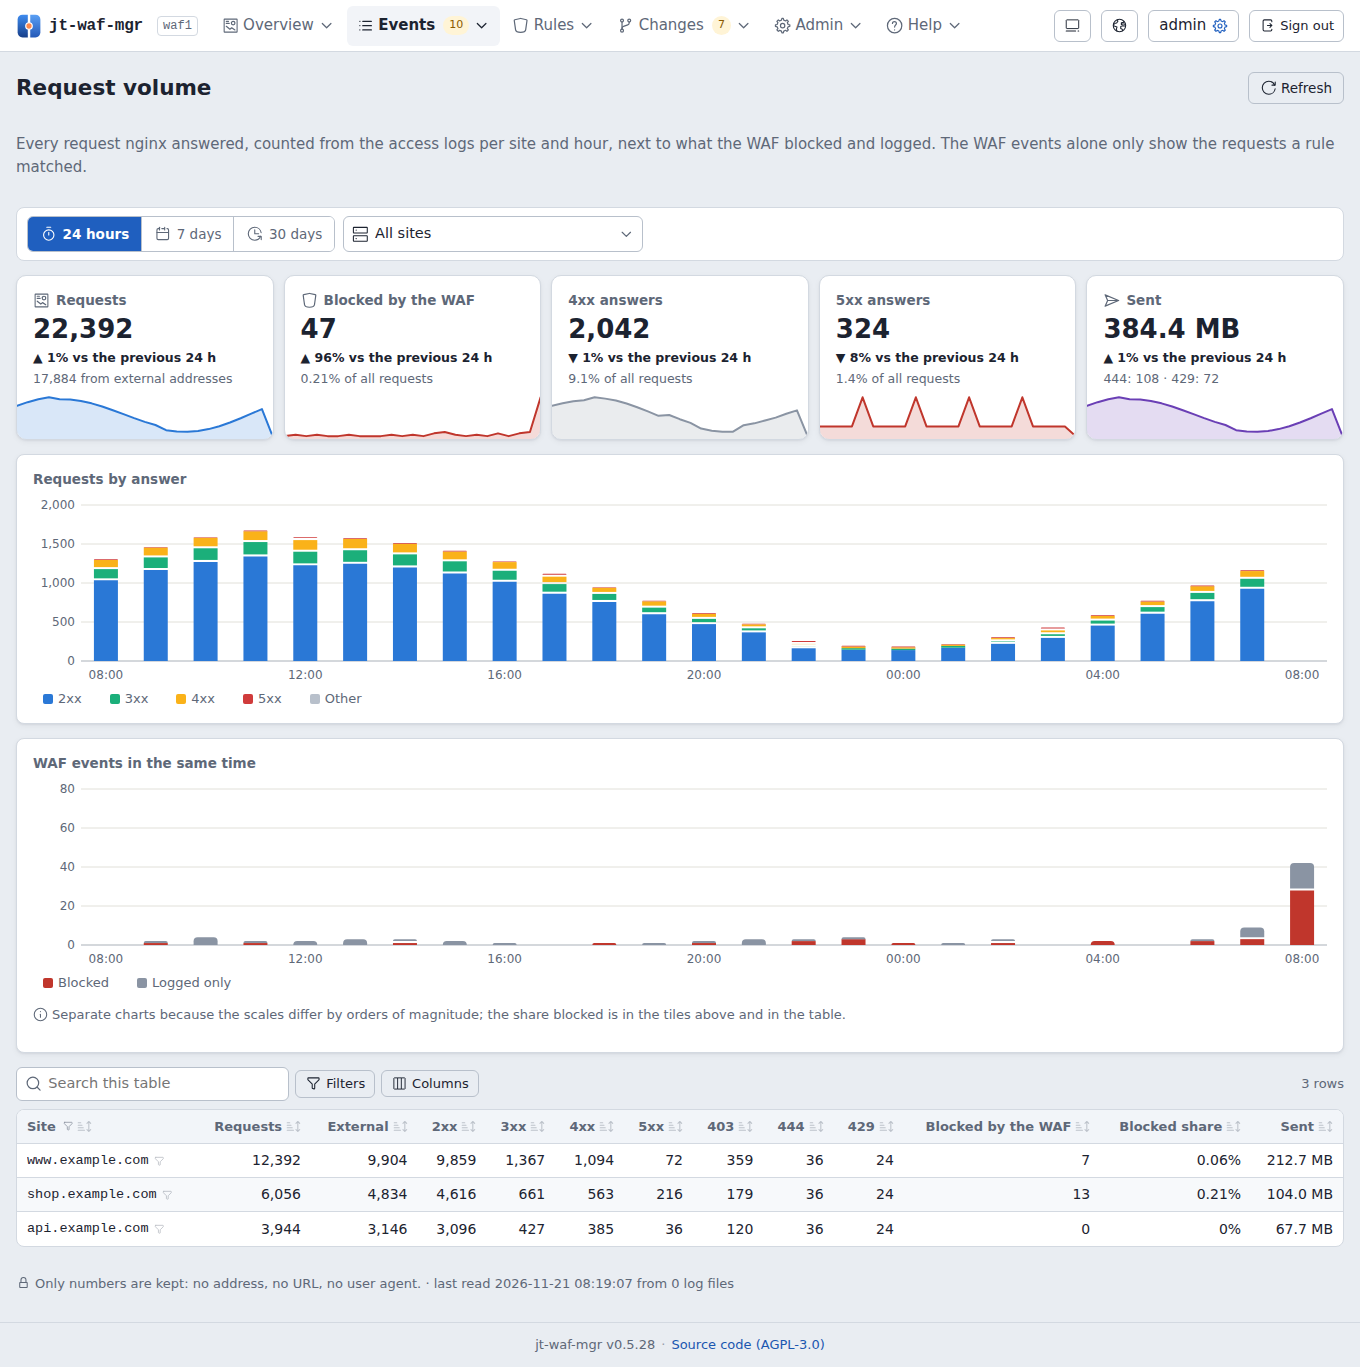 jt-waf-mgr waf1 Overview Events 10 Rules Changes 7 Admin Help admin Sign out
Request volume Refresh
Every request nginx answered, counted from the access logs per site and hour, next to what the WAF blocked and logged. The WAF events alone only show the requests a rule
matched.
24 hours 7 days 30 days All sites
Requests
22,392
▲ 1% vs the previous 24 h
17,884 from external addresses
Blocked by the WAF
47
▲ 96% vs the previous 24 h
0.21% of all requests
4xx answers
2,042
▼ 1% vs the previous 24 h
9.1% of all requests
5xx answers
324
▼ 8% vs the previous 24 h
1.4% of all requests
Sent
384.4 MB
▲ 1% vs the previous 24 h
444: 108 · 429: 72
Requests by answer
2,000
1,500
1,000
500
0
08:00 12:00 16:00 20:00 00:00 04:00 08:00
2xx 3xx 4xx 5xx Other
WAF events in the same time
80
60
40
20
0
08:00 12:00 16:00 20:00 00:00 04:00 08:00
Blocked Logged only
Separate charts because the scales differ by orders of magnitude; the share blocked is in the tiles above and in the table.
Search this table Filters Columns 3 rows
Site Requests External 2xx 3xx 4xx 5xx 403 444 429 Blocked by the WAF Blocked share Sent
www.example.com 12,392 9,904 9,859 1,367 1,094 72 359 36 24 7 0.06% 212.7 MB
shop.example.com 6,056 4,834 4,616 661 563 216 179 36 24 13 0.21% 104.0 MB
api.example.com 3,944 3,146 3,096 427 385 36 120 36 24 0 0% 67.7 MB
Only numbers are kept: no address, no URL, no user agent. · last read 2026-11-21 08:19:07 from 0 log files
jt-waf-mgr v0.5.28 · Source code (AGPL-3.0)